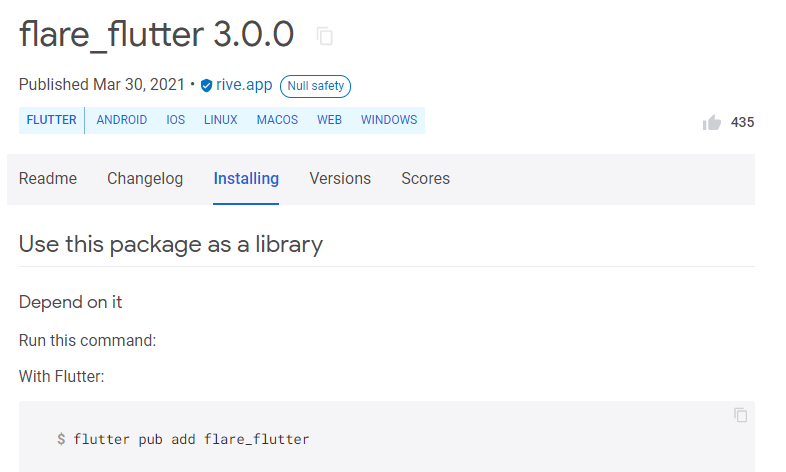 flare_flutter 3.0.0
Published Mar 30, 2021 • rive.app Null safety
FLUTTER ANDROID IOS LINUX MACOS WEB WINDOWS
435
Readme Changelog Installing Versions Scores
Use this package as a library
Depend on it
Run this command:
With Flutter:
$ flutter pub add flare_flutter